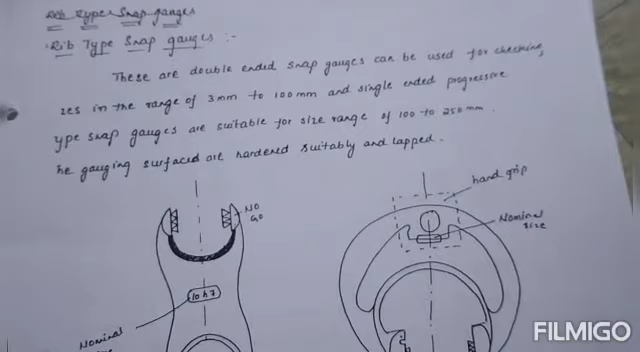 Rib Type Snap gauges
Rib Type Snap gauges :-
These are double ended snap gauges can be used for checking
zes in the range of 3mm to 100mm and single ended progressive
ype snap gauges are suitable for size range of 100 to 250mm.
he gauging surfaced are hardered suitably and lapped.
hand grip
NO
GO
Nominal
size
10h7
Nominal
FILMIGO